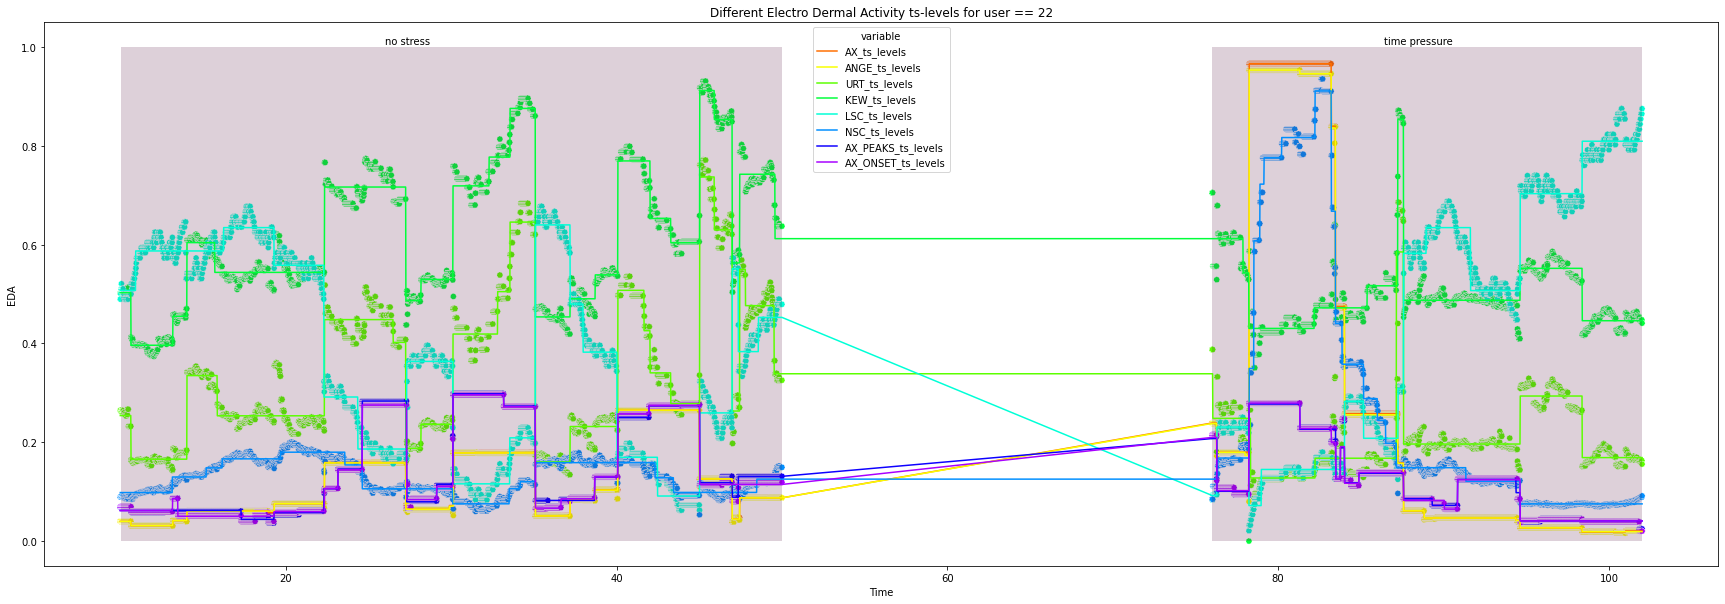 Different Electro Dermal Activity ts-levels for user == 22
no stress
time pressure
variable
AX_ts_levels
ANGE_ts_levels
URT_ts_levels
KEW_ts_levels
LSC_ts_levels
NSC_ts_levels
AX_PEAKS_ts_levels
AX_ONSET_ts_levels
1.0
0.8
0.6
0.4
0.2
0.0
EDA
20
40
60
80
100
Time